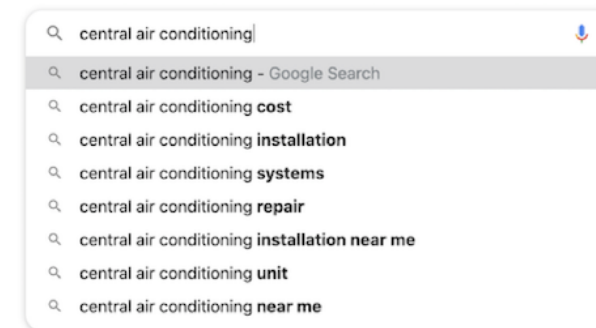 central air conditioning
central air conditioning - Google Search
central air conditioning cost
central air conditioning installation
central air conditioning systems
central air conditioning repair
central air conditioning installation near me
central air conditioning unit
central air conditioning near me